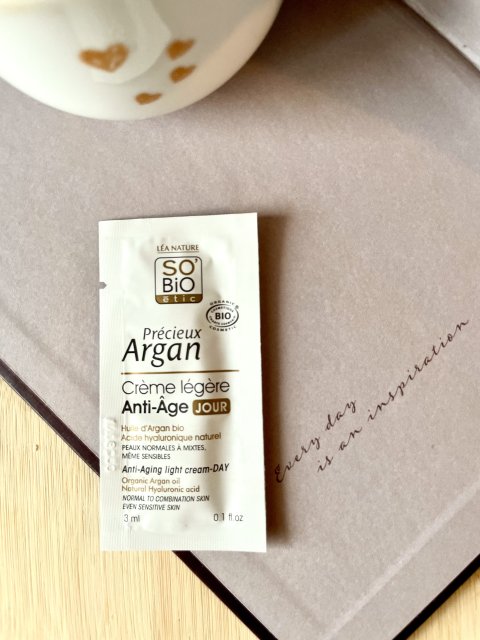 LÉA NATURE
SO'
BiO
étic
ORGANIC
BIO
COSMETIC
Précieux
Argan
Crème légère
Anti-Âge JOUR
Huile d'Argan bio
Acide hyaluronique naturel
PEAUX NORMALES À MIXTES,
MÊME SENSIBLES
Anti-Aging light cream-DAY
Organic Argan oil
Natural Hyaluronic acid
NORMAL TO COMBINATION SKIN
EVEN SENSITIVE SKIN
3 ml 0.1 fl oz
Every day
is an inspiration